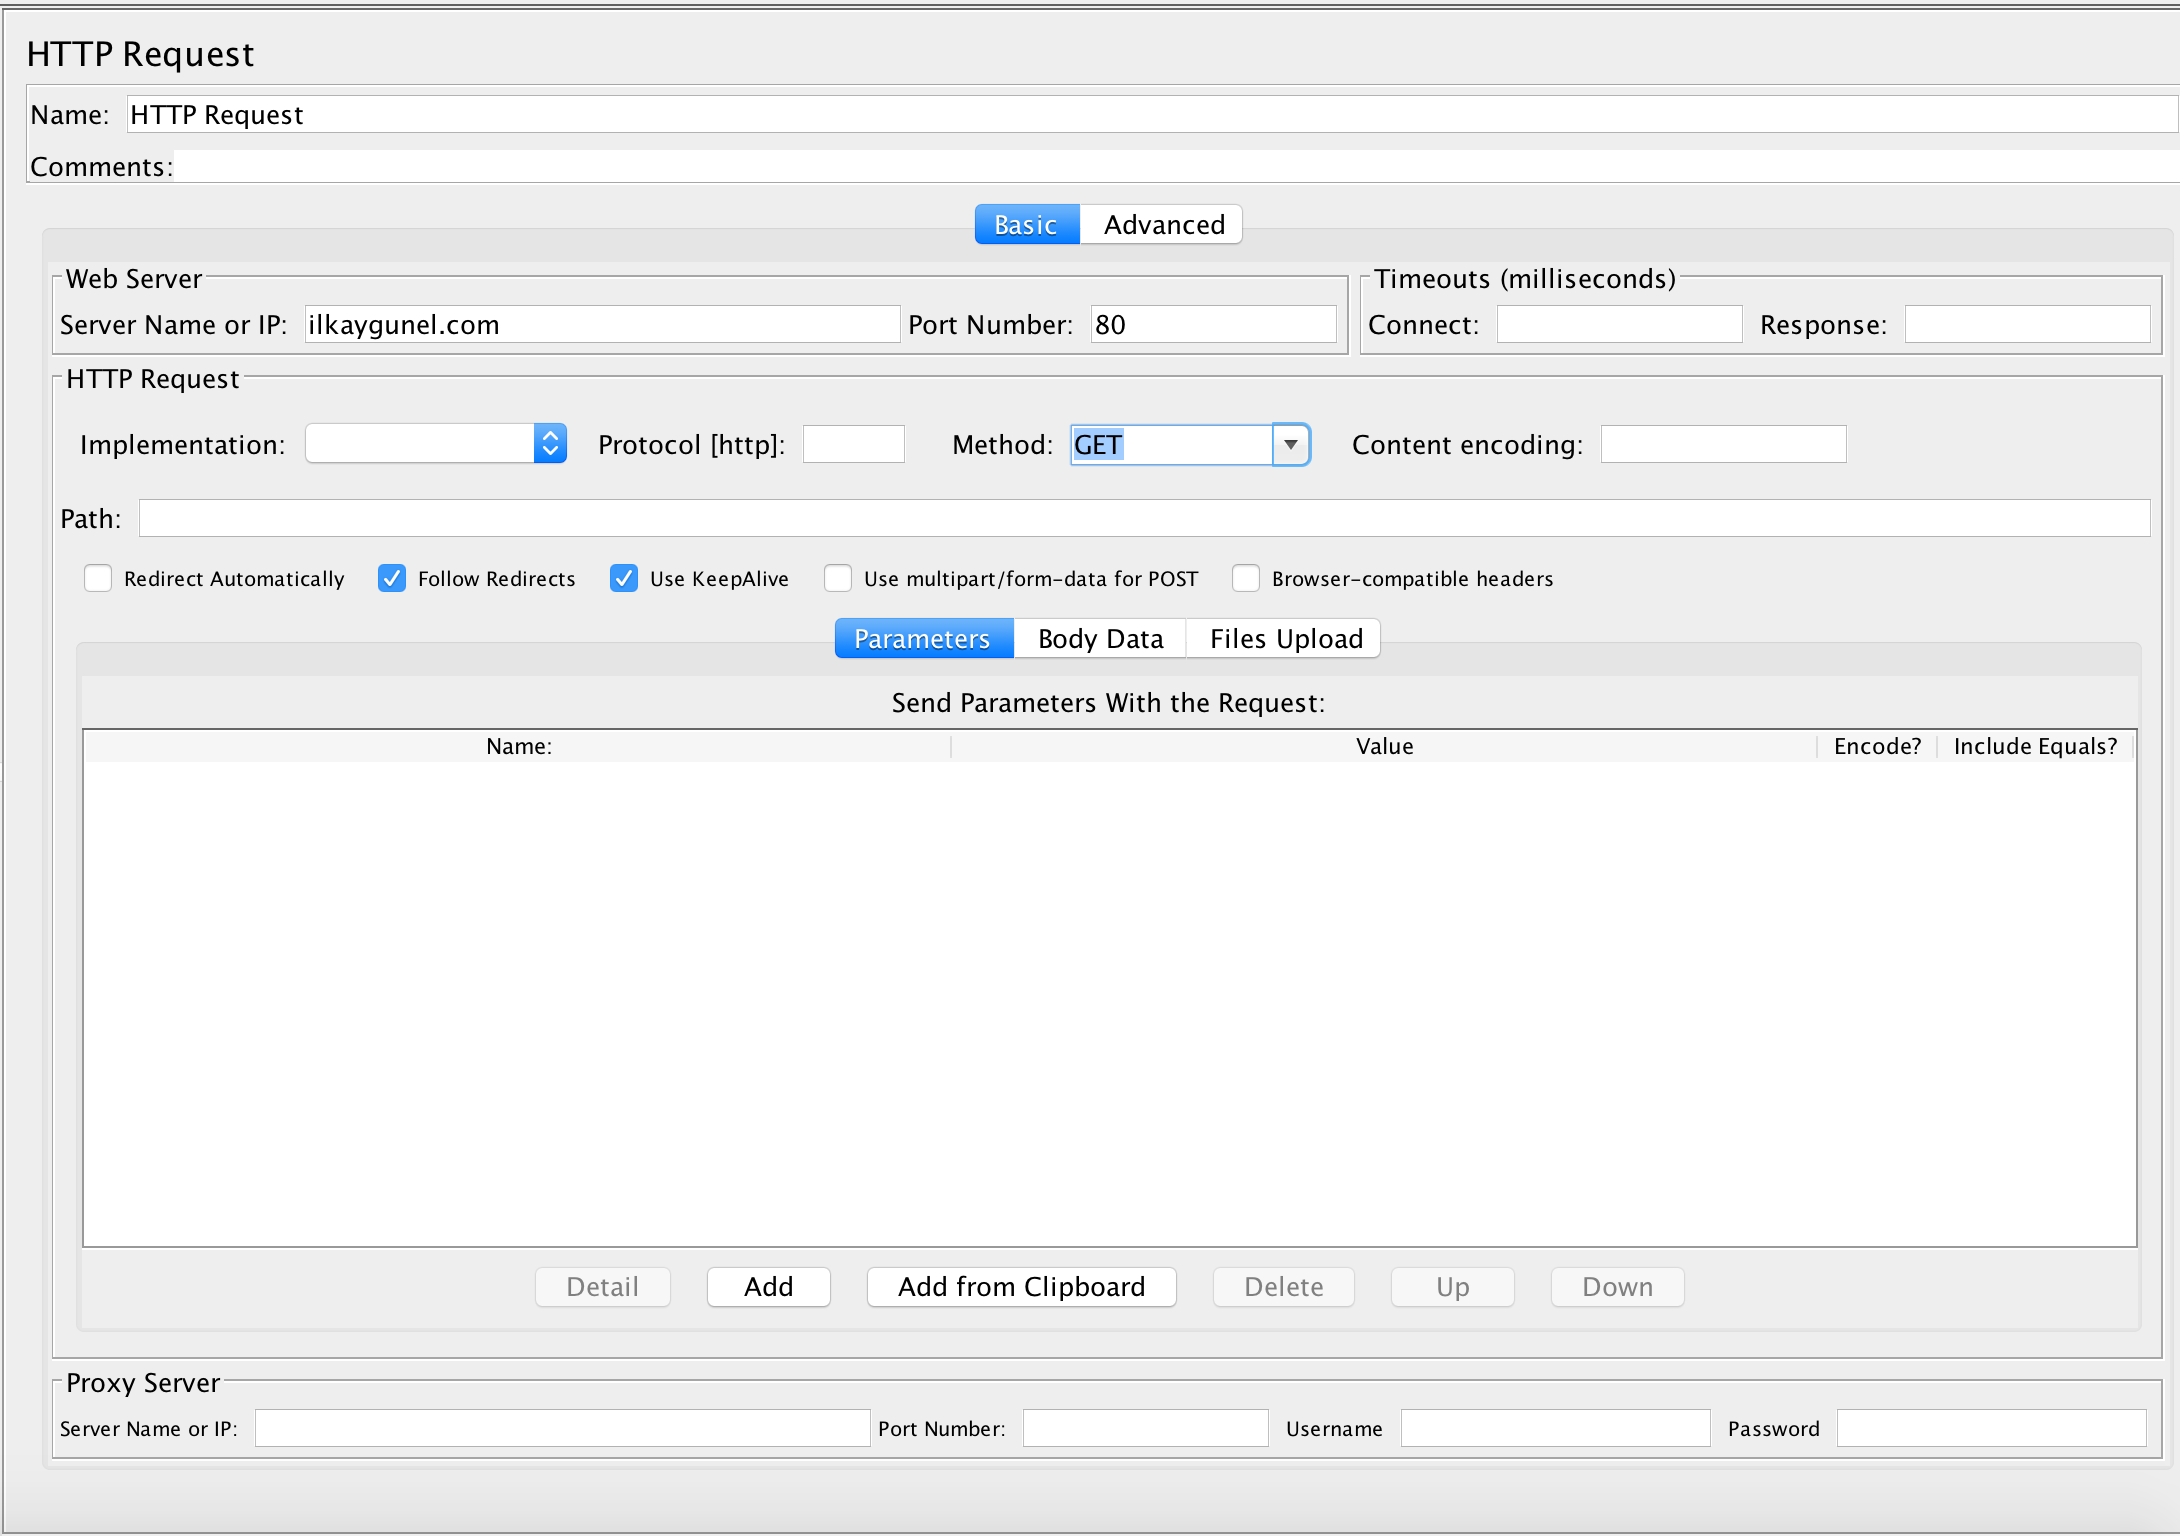 HTTP Request
Name: HTTP Request
Comments:
Basic Advanced
Web Server Timeouts (milliseconds)
Server Name or IP: ilkaygunel.com Port Number: 80 Connect: Response:
HTTP Request
Implementation: Protocol [http]: Method: GET Content encoding:
Path:
Redirect Automatically Follow Redirects Use KeepAlive Use multipart/form-data for POST Browser-compatible headers
Parameters Body Data Files Upload
Send Parameters With the Request:
Name: Value Encode? Include Equals?
Detail Add Add from Clipboard Delete Up Down
Proxy Server
Server Name or IP: Port Number: Username Password